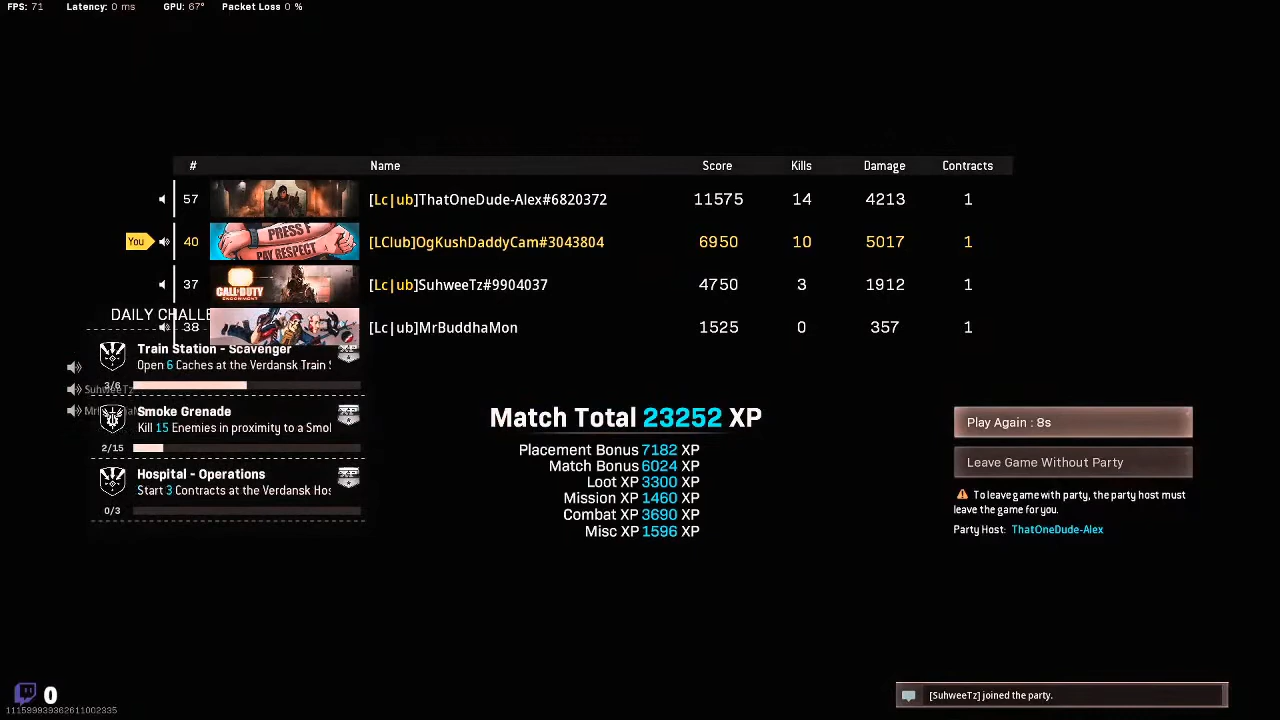 FPS: 71 Latency: 0 ms GPU: 67° Packet Loss 0 %
# Name Score Kills Damage Contracts
57 [Lc|ub]ThatOneDude-Alex#6820372 11575 14 4213 1
You 40 PRESS F PAY RESPECT [LClub]OgKushDaddyCam#3043804 6950 10 5017 1
37 CALL OF DUTY ENDOWMENT [Lc|ub]SuhweeTz#9904037 4750 3 1912 1
38 [Lc|ub]MrBuddhaMon 1525 0 357 1
DAILY CHALLE
Train Station - Scavenger
Open 6 Caches at the Verdansk Train S
3/6
SuhweeTz
Smoke Grenade
Kill 15 Enemies in proximity to a Smol
2/15
Hospital - Operations
Start 3 Contracts at the Verdansk Hos
0/3
Match Total 23252 XP
Placement Bonus 7182 XP
Match Bonus 6024 XP
Loot XP 3300 XP
Mission XP 1460 XP
Combat XP 3690 XP
Misc XP 1596 XP
Play Again : 8s
Leave Game Without Party
To leave game with party, the party host must
leave the game for you.
Party Host: ThatOneDude-Alex
0
[SuhweeTz] joined the party.